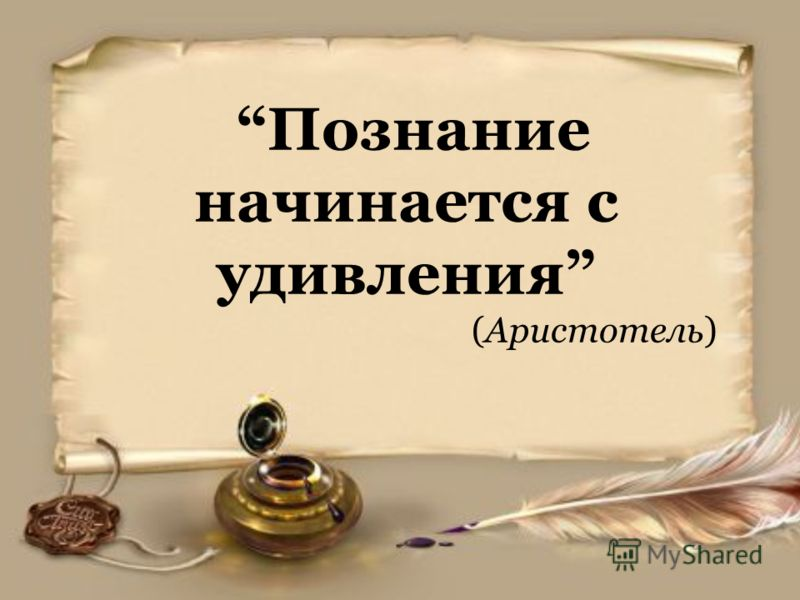 “Познание
начинается с
удивления”
(Аристотель)
MyShared